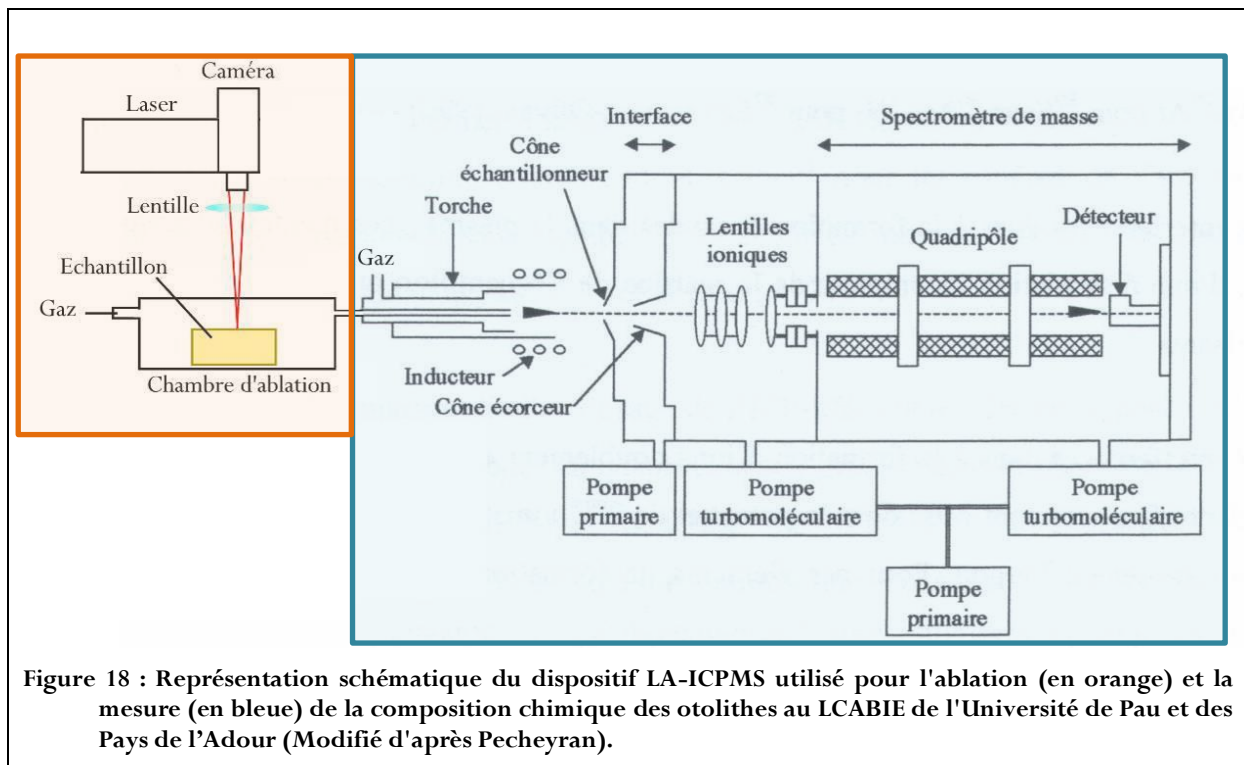 Caméra
Laser
Lentille
Echantillon
Gaz
Chambre d'ablation
Gaz
Torche
Inducteur
Cône
échantillonneur
Cône écorceur
Interface
Lentilles
ioniques
Spectromètre de masse
Quadripôle
Détecteur
Pompe
primaire
Pompe
turbomoléculaire
Pompe
turbomoléculaire
Pompe
primaire
Figure 18 : Représentation schématique du dispositif LA-ICPMS utilisé pour l'ablation (en orange) et la
mesure (en bleue) de la composition chimique des otolithes au LCABIE de l'Université de Pau et des
Pays de l'Adour (Modifié d'après Pecheyran).